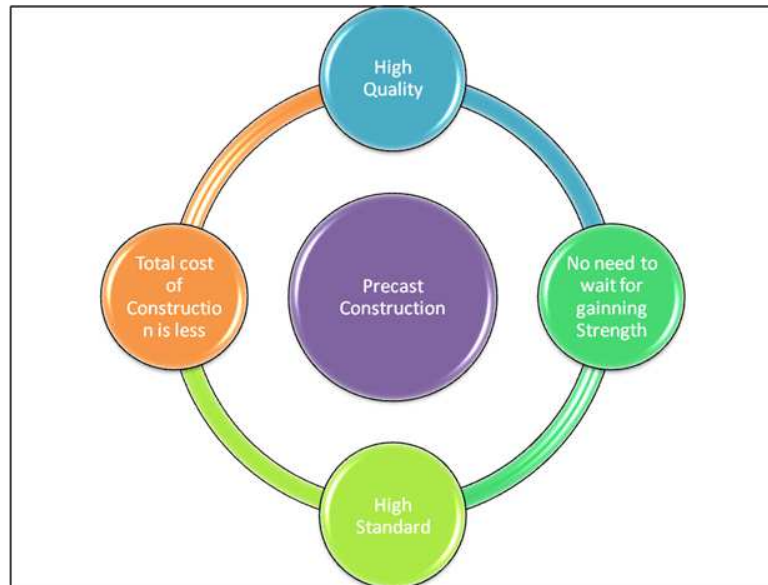 High
Quality
Total cost
of
Constructio
n is less
Precast
Construction
No need to
wait for
gainning
Strength
High
Standard